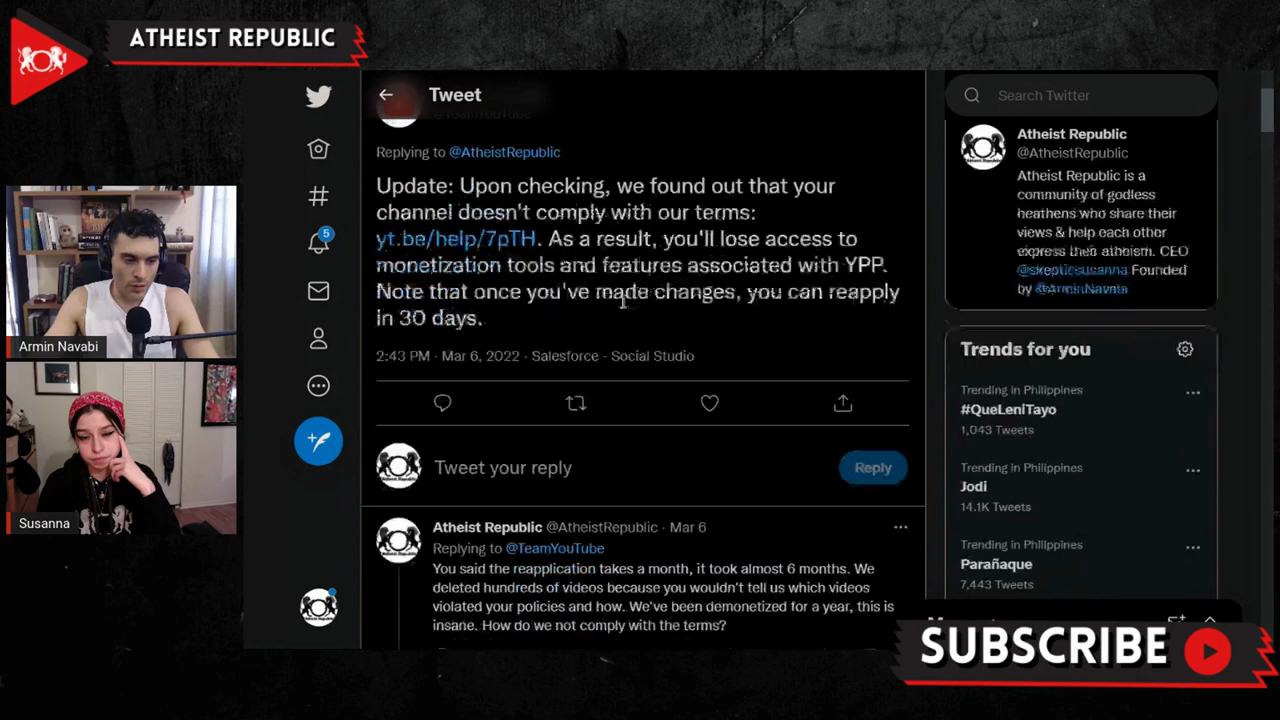 ATHEIST REPUBLIC
Tweet
Replying to @AtheistRepublic
Update: Upon checking, we found out that your
channel doesn't comply with our terms:
yt.be/help/7pTH. As a result, you'll lose access to
monetization tools and features associated with YPP.
Note that once you've made changes, you can reapply
in 30 days.
2:43 PM · Mar 6, 2022 · Salesforce - Social Studio
Tweet your reply
Reply
Atheist Republic @AtheistRepublic · Mar 6
Replying to @TeamYouTube
You said the reapplication takes a month, it took almost 6 months. We
deleted hundreds of videos because you wouldn't tell us which videos
violated your policies and how. We've been demonetized for a year, this is
insane. How do we not comply with the terms?
5
Search Twitter
Atheist Republic
@AtheistRepublic
Atheist Republic is a
community of godless
heathens who share their
views & help each other
express their atheism. CEO
@skepticsusanna Founded
by @ArminNavabi
Trends for you
Trending in Philippines
#QueLeniTayo
1,043 Tweets
Trending in Philippines
Jodi
14.1K Tweets
Trending in Philippines
Parañaque
7,443 Tweets
Armin Navabi
Susanna
SUBSCRIBE